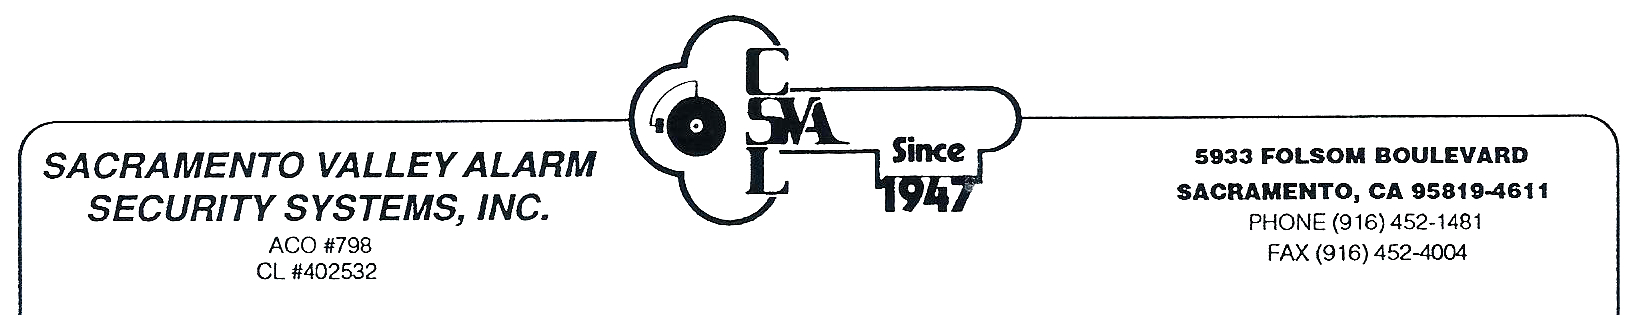 SACRAMENTO VALLEY ALARM
SECURITY SYSTEMS, INC.
ACO #798
CL #402532
C
SVA
L
Since
1947
5933 FOLSOM BOULEVARD
SACRAMENTO, CA 95819-4611
PHONE (916) 452-1481
FAX (916) 452-4004